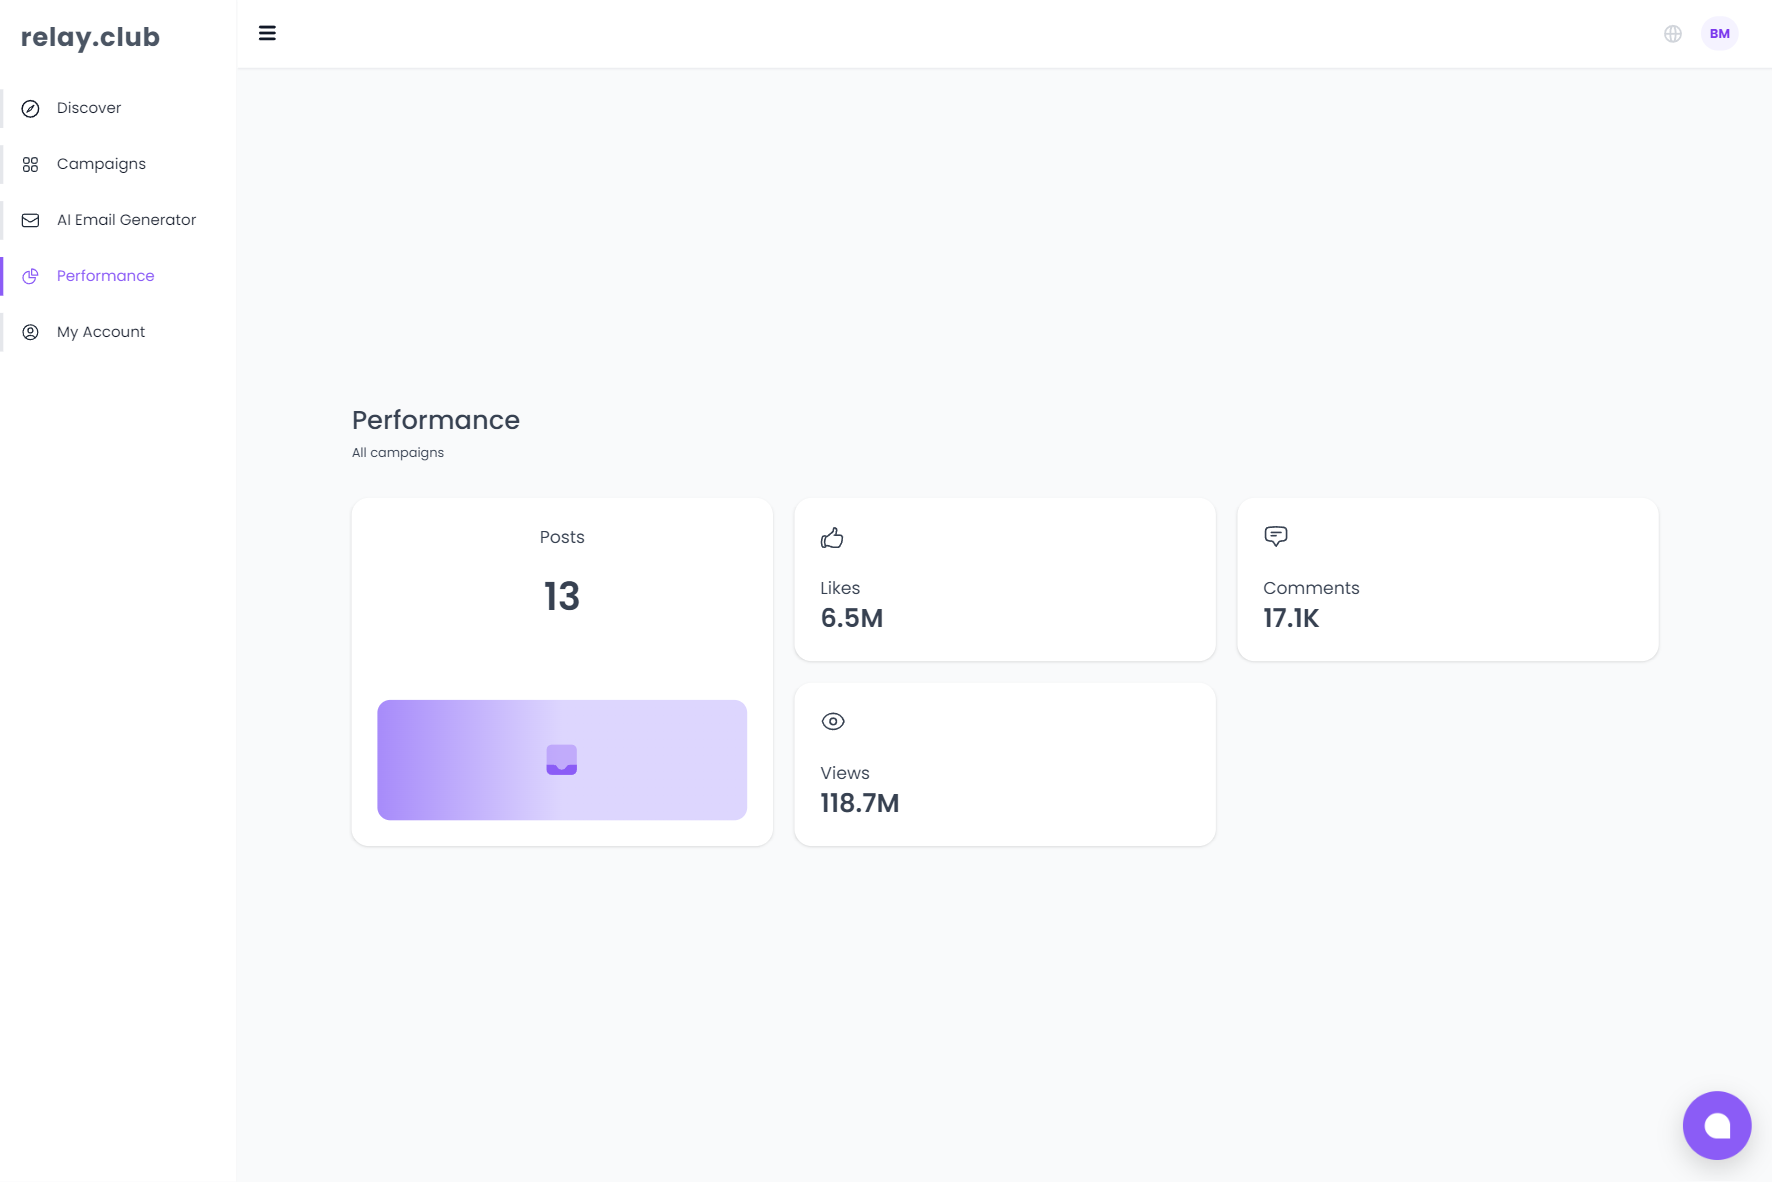 relay.club
BM
Discover
Campaigns
AI Email Generator
Performance
My Account
Performance
All campaigns
Posts
13
Likes
6.5M
Comments
17.1K
Views
118.7M